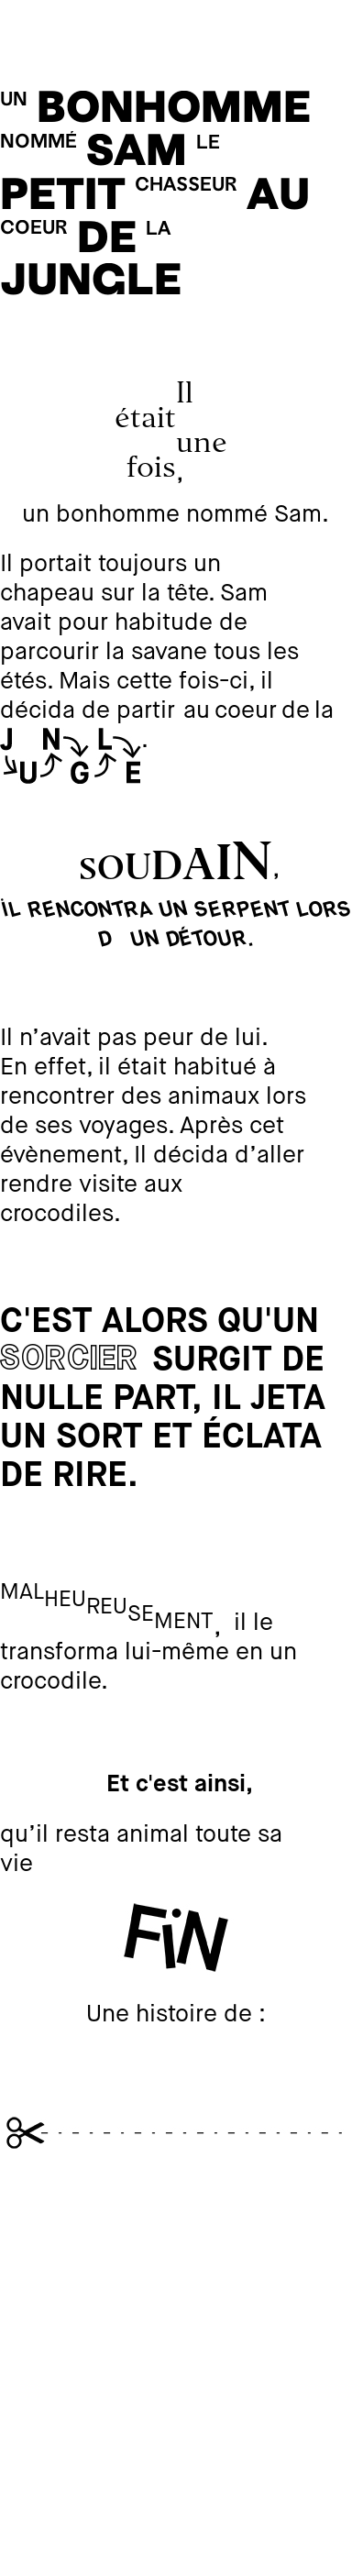 UN BONHOMME
NOMMÉ SAM LE
PETIT CHASSEUR AU
COEUR DE LA
JUNGLE
Il
était
une
fois,
un bonhomme nommé Sam.
Il portait toujours un
chapeau sur la tête. Sam
avait pour habitude de
parcourir la savane tous les
étés. Mais cette fois-ci, il
décida de partir au coeur de la
JUNGLE.
SOUDAIN,
IL RENCONTRA UN SERPENT LORS
D UN DÉTOUR.
Il n’avait pas peur de lui.
En effet, il était habitué à
rencontrer des animaux lors
de ses voyages. Après cet
évènement, Il décida d’aller
rendre visite aux
crocodiles.
C'EST ALORS QU'UN
SORCIER SURGIT DE
NULLE PART, IL JETA
UN SORT ET ÉCLATA
DE RIRE.
MALHEUREUSEMENT, il le
transforma lui-même en un
crocodile.
Et c'est ainsi,
qu’il resta animal toute sa
vie
FiN
Une histoire de :